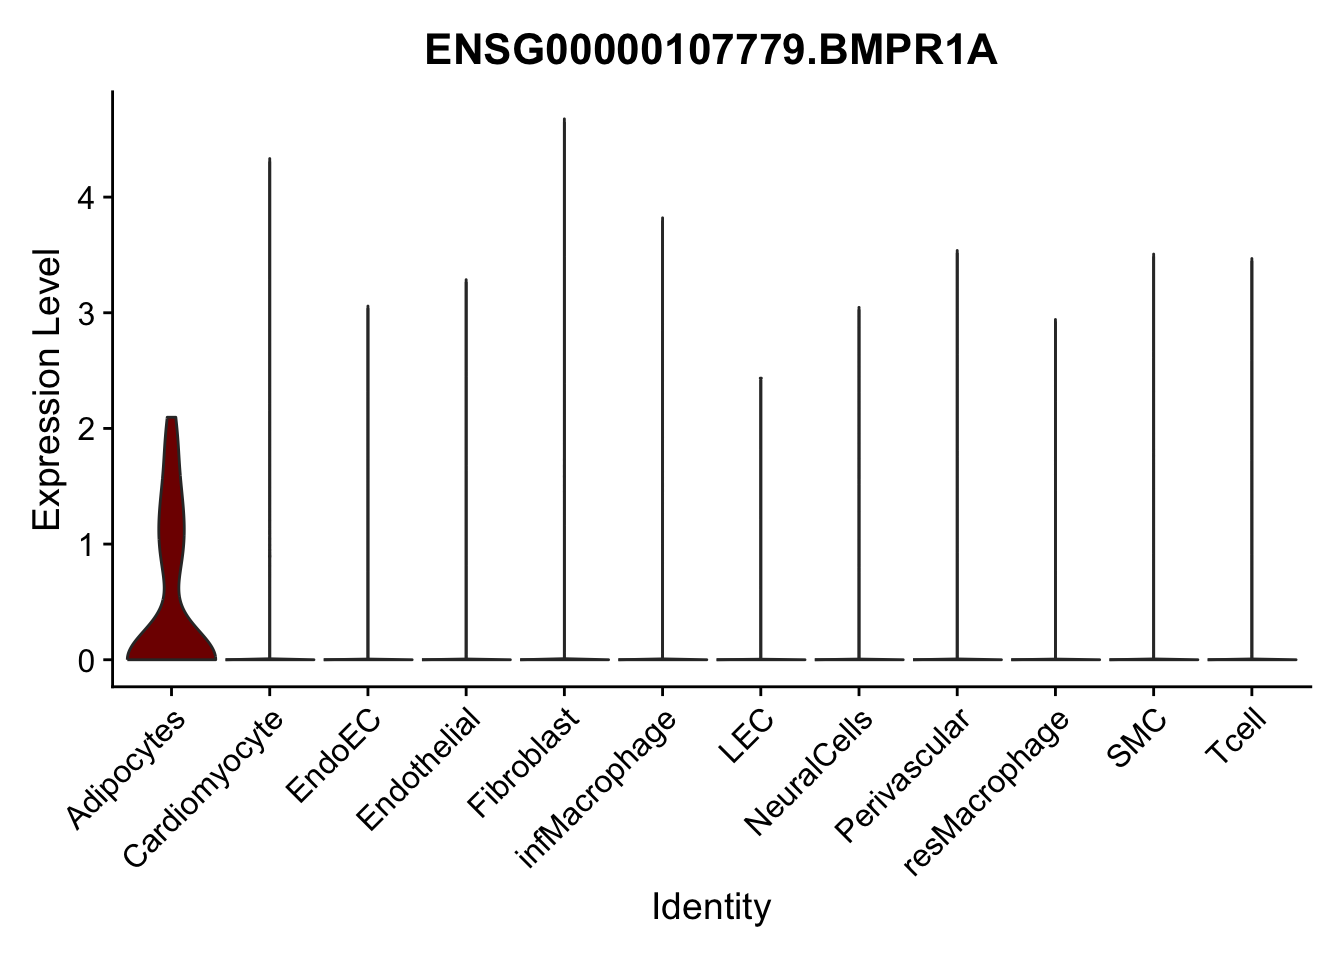 ENSG00000107779.BMPR1A
Expression Level
4
3
2
1
0
Adipocytes
Cardiomyocyte
EndoEC
Endothelial
Fibroblast
infMacrophage
LEC
NeuralCells
Perivascular
resMacrophage
SMC
Tcell
Identity